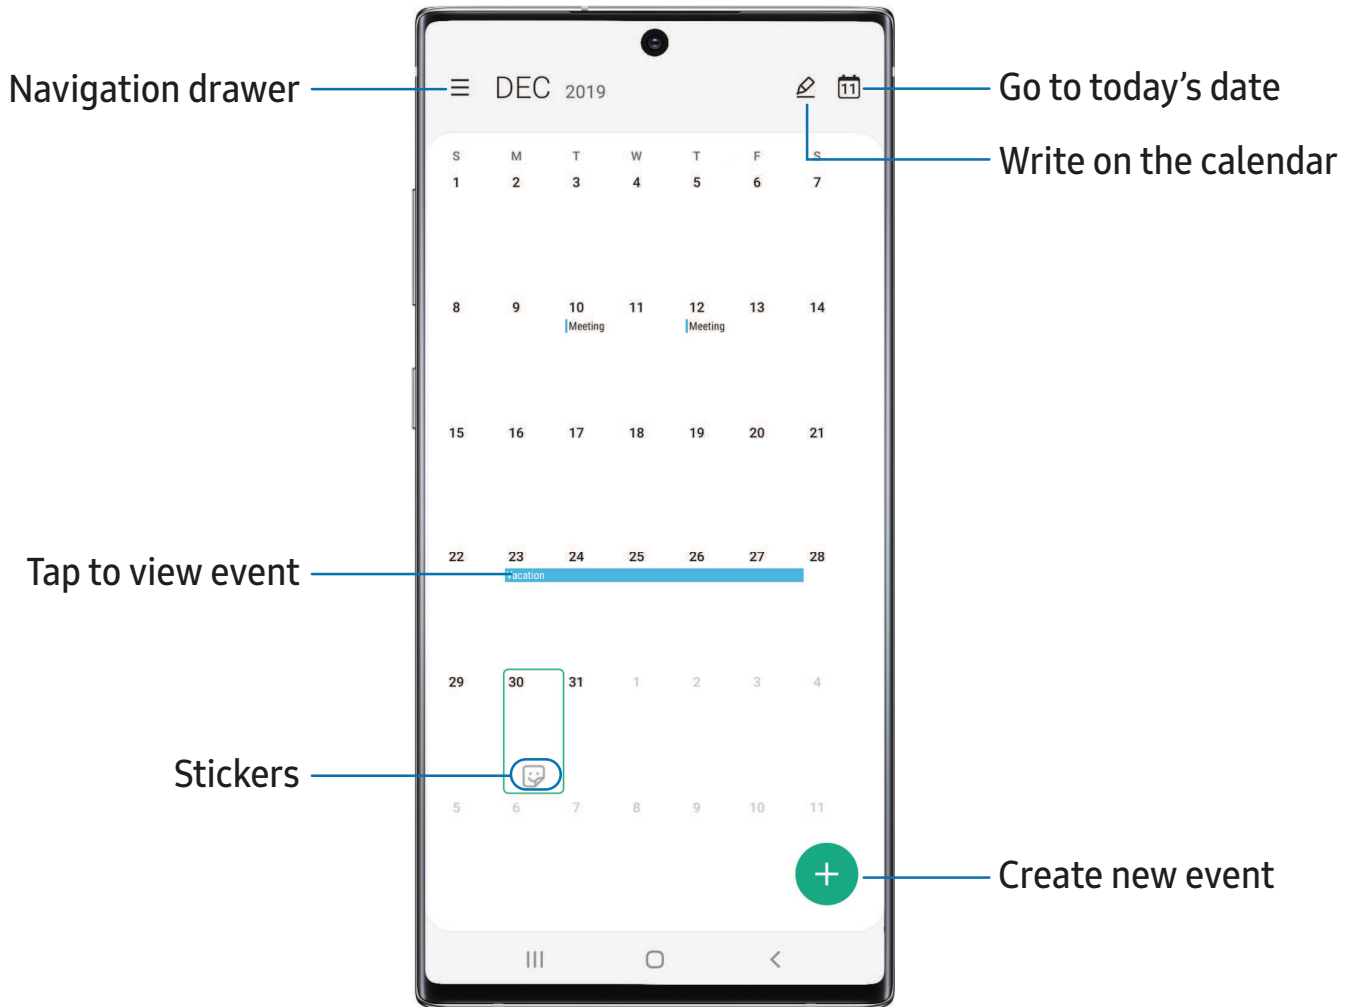 Navigation drawer
DEC 2019
11
Go to today's date
Write on the calendar
S M T W T F S
1 2 3 4 5 6 7
8 9 10 11 12 13 14
Meeting Meeting
15 16 17 18 19 20 21
22 23 24 25 26 27 28
Tap to view event
Vacation
29 30 31 1 2 3 4
Stickers
5 6 7 8 9 10 11
Create new event